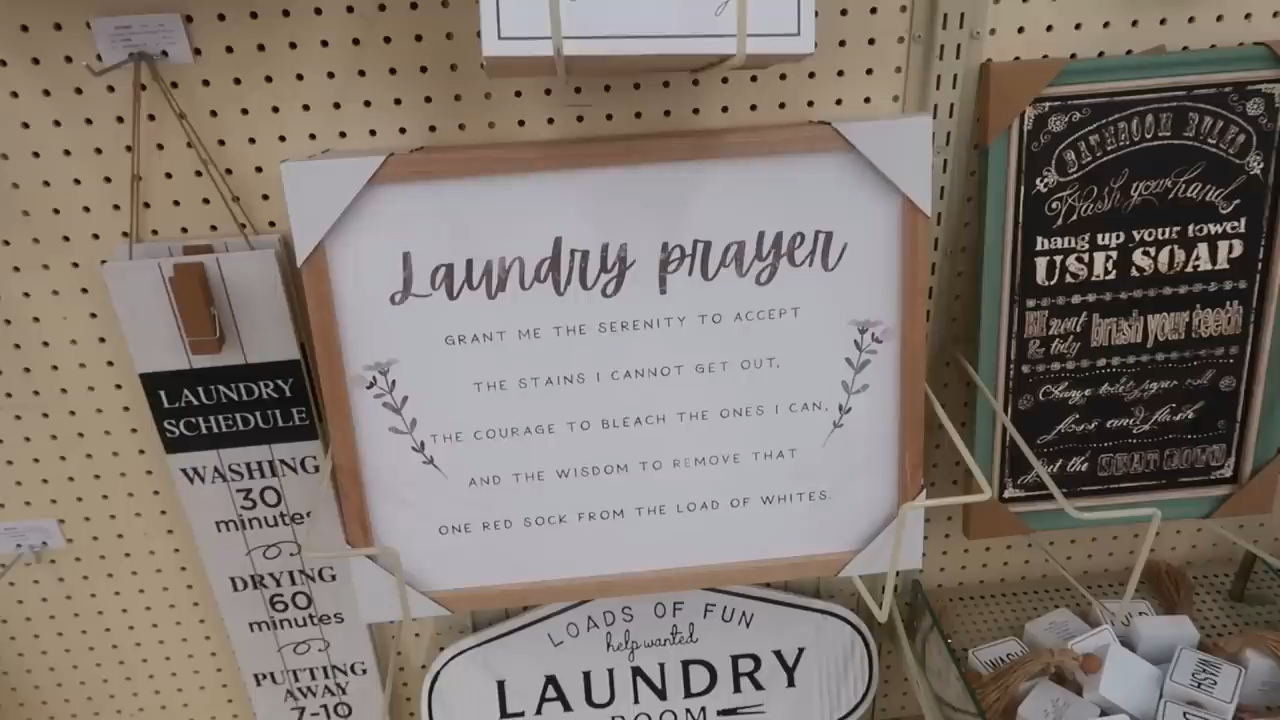 Laundry prayer
GRANT ME THE SERENITY TO ACCEPT
THE STAINS I CANNOT GET OUT,
THE COURAGE TO BLEACH THE ONES I CAN,
AND THE WISDOM TO REMOVE THAT
ONE RED SOCK FROM THE LOAD OF WHITES.
LAUNDRY
SCHEDULE
WASHING
30
minutes
DRYING
60
minutes
PUTTING
AWAY
7-10
LOADS OF FUN
help wanted
LAUNDRY
ROOM
BATHROOM RULES
Wash your hands
hang up your towel
USE SOAP
BE neat
& tidy
brush your teeth
Change toilet paper roll
floss and flush
put the SEAT DOWN
WASH
WASH